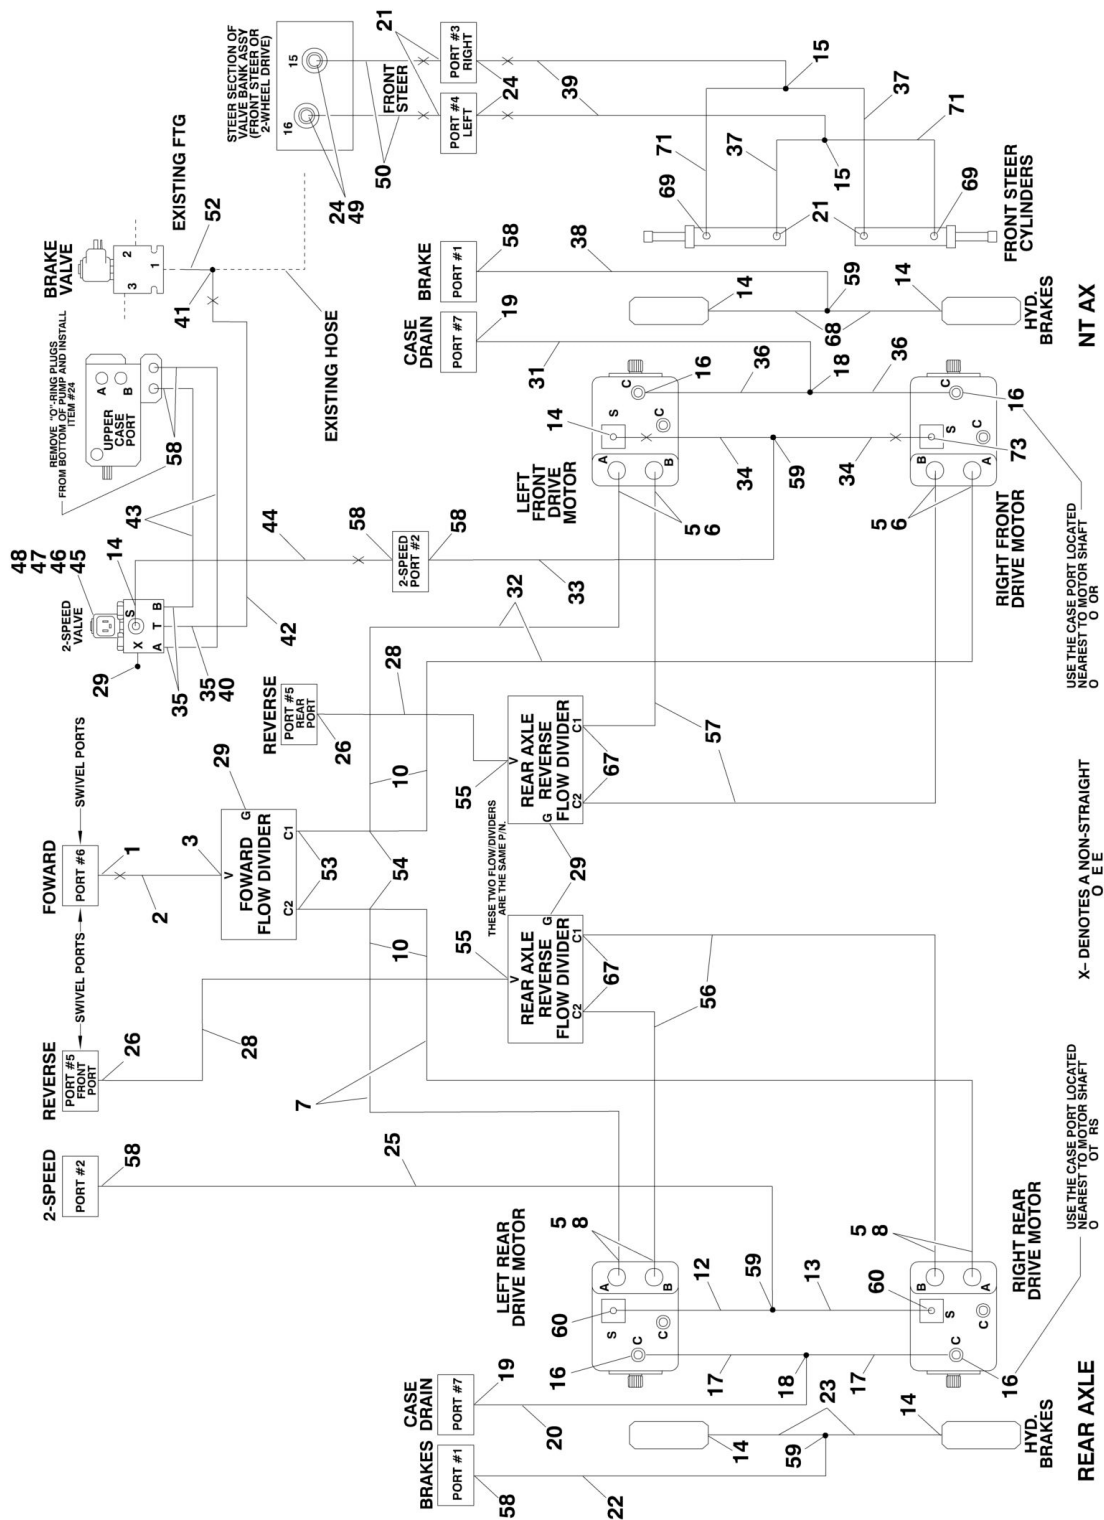 2-SPEED
PORT #2
58
REVERSE
PORT #5
FRONT
PORT
26
28
SWIVEL PORTS
FOWARD
PORT #6
SWIVEL PORTS
1
2
3
V
FOWARD
FLOW DIVIDER
G
C2
C1
29
53
54
10
10
7
25
REVERSE
PORT #5
REAR
PORT
26
28
2-SPEED
VALVE
48
47
46
45
14
X
S
A
T
B
29
35
35
40
42
43
44
REMOVE "O"-RING PLUGS
FROM BOTTOM OF PUMP AND INSTALL
ITEM #24
UPPER
CASE
PORT
A
B
58
BRAKE
VALVE
3
2
1
EXISTING FTG
52
41
EXISTING HOSE
STEER SECTION OF
VALVE BANK ASSY
(FRONT STEER OR
2-WHEEL DRIVE)
16
15
24
49
50
FRONT
STEER
21
PORT #4
LEFT
PORT #3
RIGHT
24
39
15
15
37
37
71
71
69
69
21
FRONT STEER
CYLINDERS
58
2-SPEED
PORT #2
58
33
32
CASE
DRAIN
PORT #7
19
31
BRAKE
PORT #1
58
38
THESE TWO FLOW/DIVIDERS
ARE THE SAME P/N.
55
V
REAR AXLE
REVERSE
FLOW DIVIDER
G
C2
C1
67
56
29
55
V
REAR AXLE
REVERSE
FLOW DIVIDER
G
C2
C1
67
57
LEFT
FRONT
DRIVE
MOTOR
14
A
B
S
C
C
16
5
6
34
59
34
36
18
36
68
59
14
14
HYD.
BRAKES
5
6
B
A
S
C
C
73
16
RIGHT FRONT
DRIVE MOTOR
USE THE CASE PORT LOCATED
NEAREST TO MOTOR SHAFT
O O OR
NT AX
X– DENOTES A NON-STRAIGHT
O E E
BRAKES
PORT #1
58
22
CASE
DRAIN
PORT #7
19
20
LEFT REAR
DRIVE MOTOR
A
B
S
C
C
60
16
5
8
12
59
13
17
18
17
23
59
14
14
HYD.
BRAKES
5
8
B
A
S
C
C
60
16
RIGHT REAR
DRIVE MOTOR
USE THE CASE PORT LOCATED
NEAREST TO MOTOR SHAFT
O OT RS
REAR AXLE